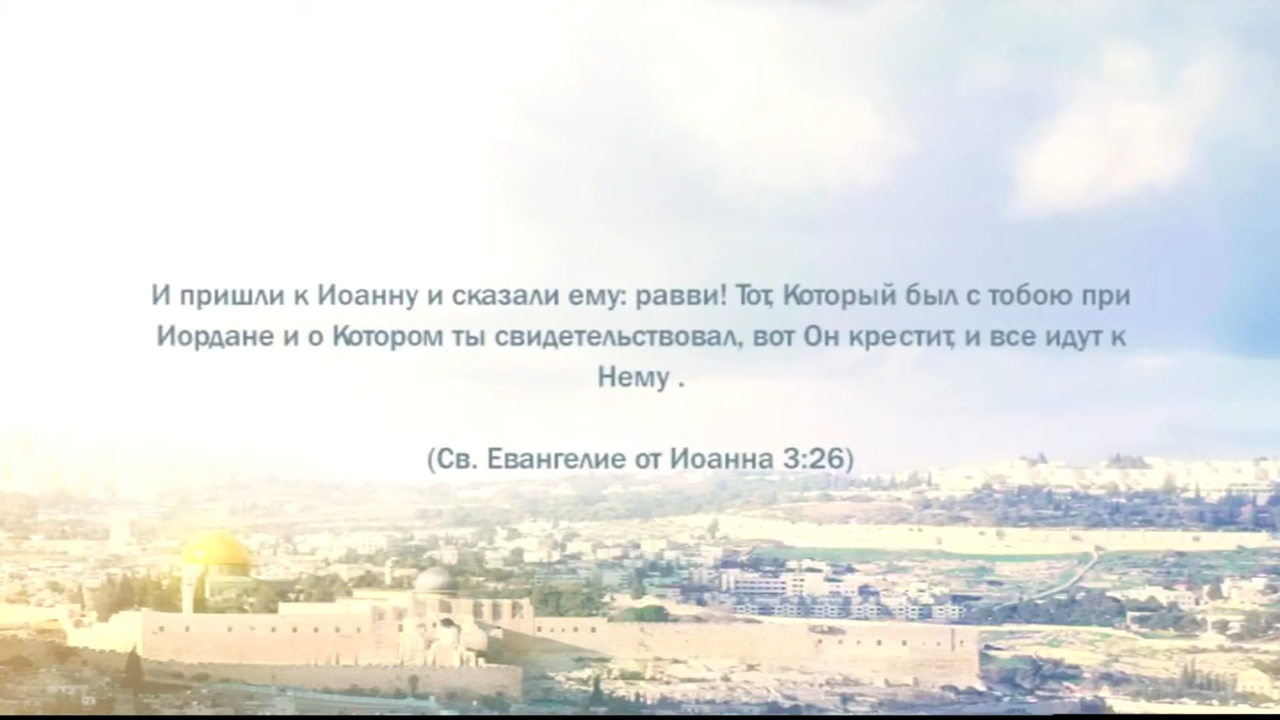 И пришли к Иоанну и сказали ему: равви! Тот, Который был с тобою при
Иордане и о Котором ты свидетельствовал, вот Он крестит, и все идут к
Нему .
(Св. Евангелие от Иоанна 3:26)